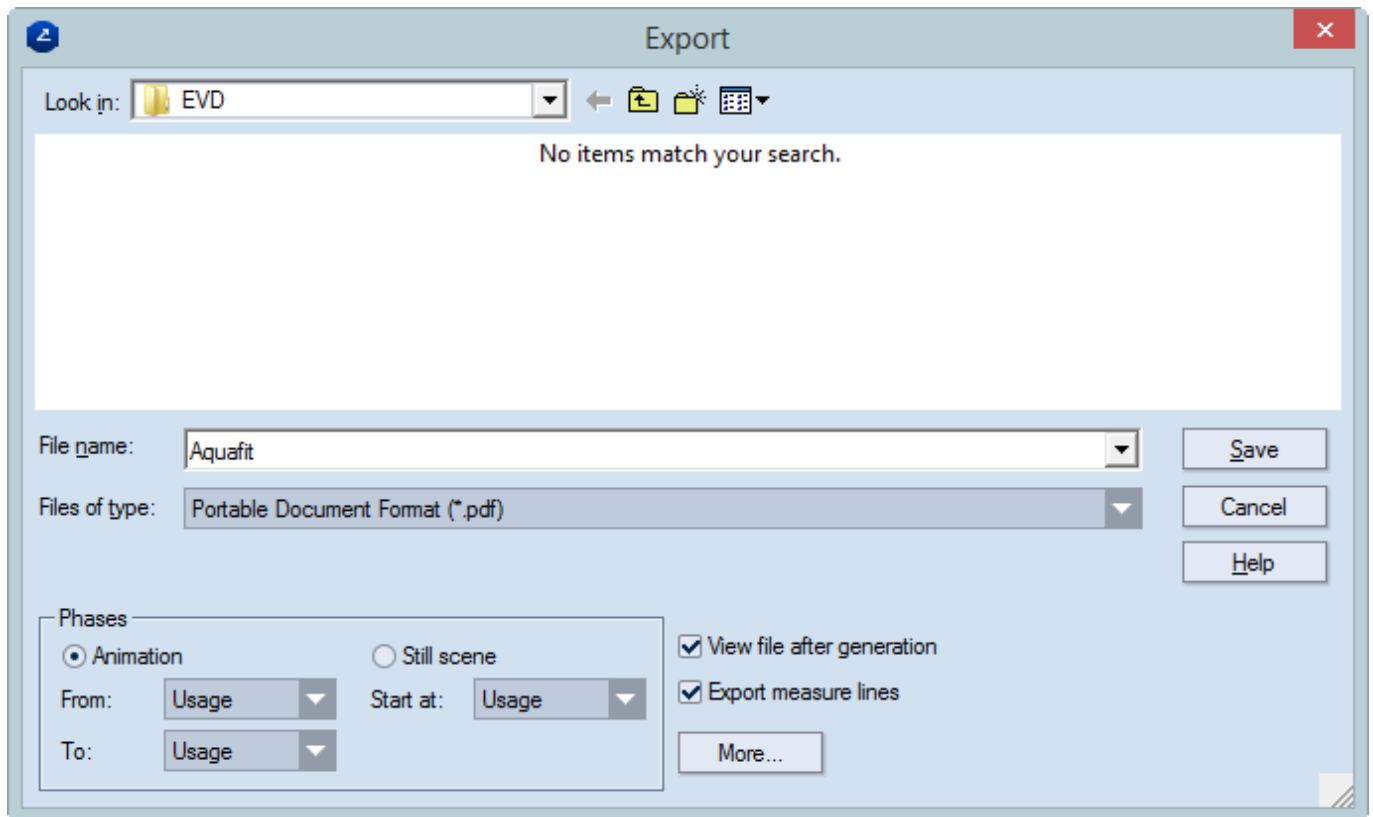 Export
Look in: EVD
No items match your search.
File name: Aquafit Save
Files of type: Portable Document Format (*.pdf) Cancel
Help
Phases
Animation Still scene View file after generation
From: Usage Start at: Usage Export measure lines
To: Usage More...